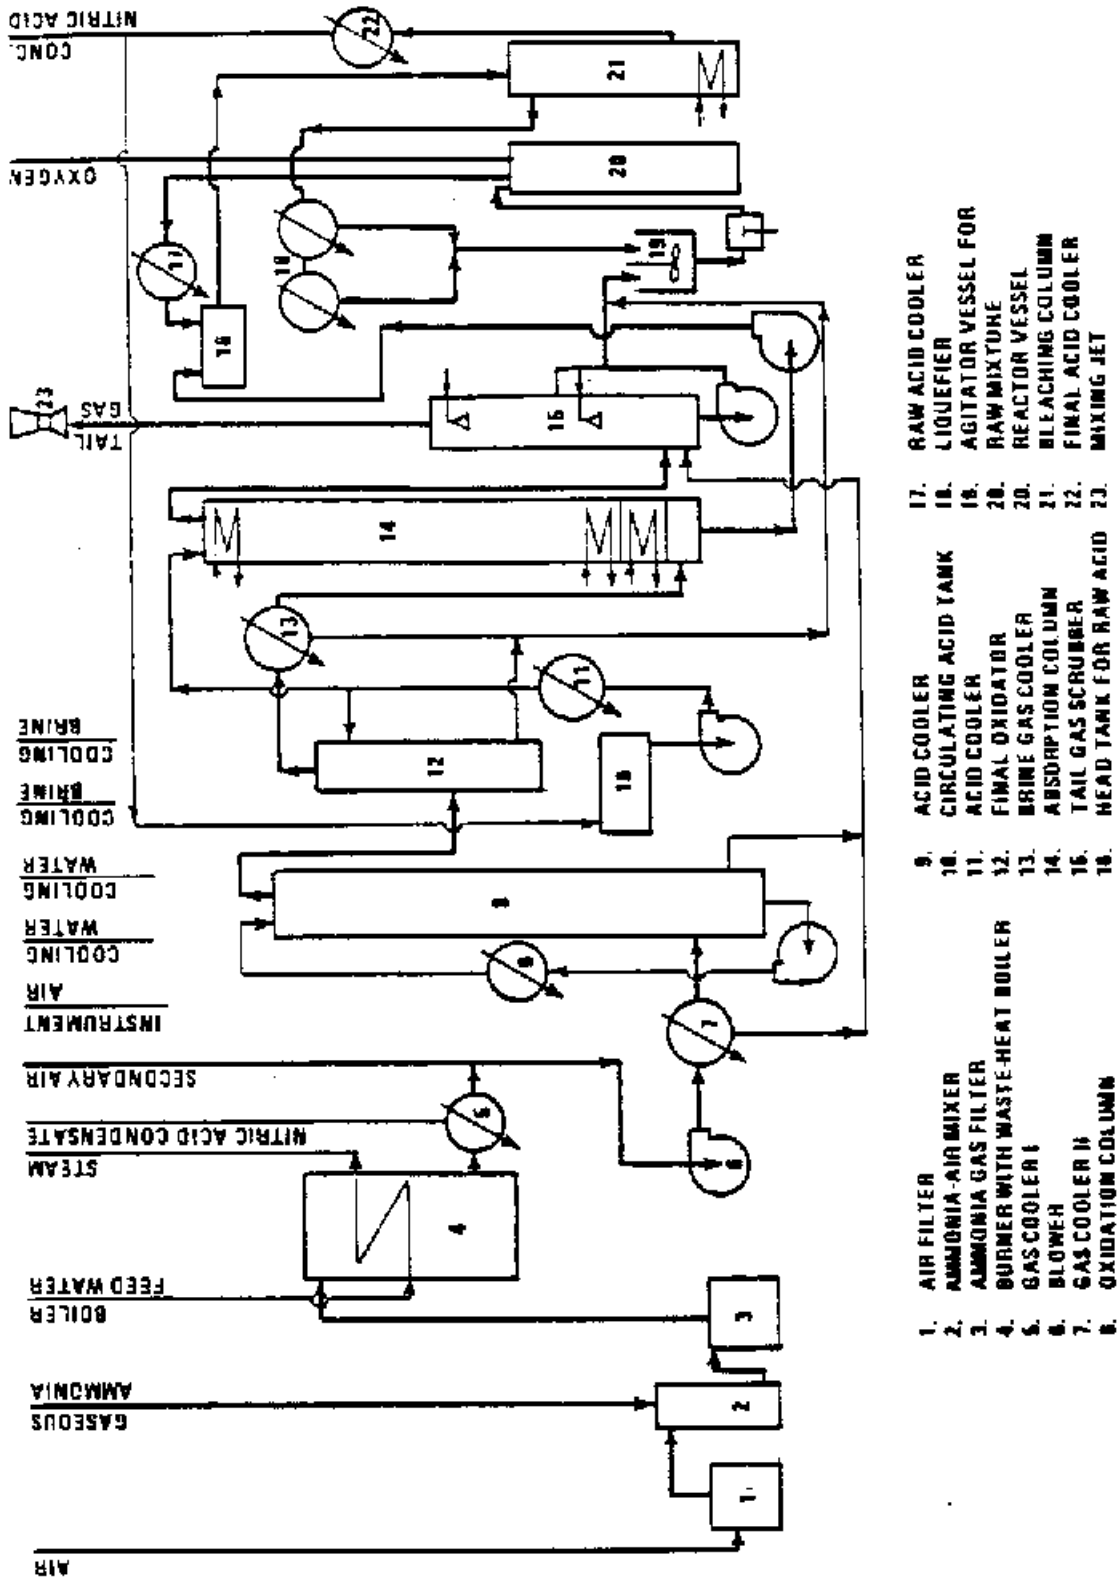 AIR
GASEOUS
AMMONIA
BOILER
FEED WATER
STEAM
NITRIC ACID CONDENSATE
SECONDARY AIR
INSTRUMENT
AIR
COOLING
WATER
COOLING
WATER
COOLING
BRINE
COOLING
BRINE
TAIL
GAS
OXYGEN
CONC.
NITRIC ACID
1
2
3
4
5
6
7
8
9
10
11
12
13
14
15
16
17
18
19
20
21
22
23
1. AIR FILTER
2. AMMONIA-AIR MIXER
3. AMMONIA GAS FILTER
4. BURNER WITH WASTE-HEAT BOILER
5. GAS COOLER I
6. BLOWER
7. GAS COOLER II
8. OXIDATION COLUMN
9. ACID COOLER
10. CIRCULATING ACID TANK
11. ACID COOLER
12. FINAL OXIDATOR
13. BRINE GAS COOLER
14. ABSORPTION COLUMN
15. TAIL GAS SCRUBBER
16. HEAD TANK FOR RAW ACID
17. RAW ACID COOLER
18. LIQUEFIER
19. AGITATOR VESSEL FOR
20. RAW MIXTURE
20. REACTOR VESSEL
21. BLEACHING COLUMN
22. FINAL ACID COOLER
23. MIXING JET